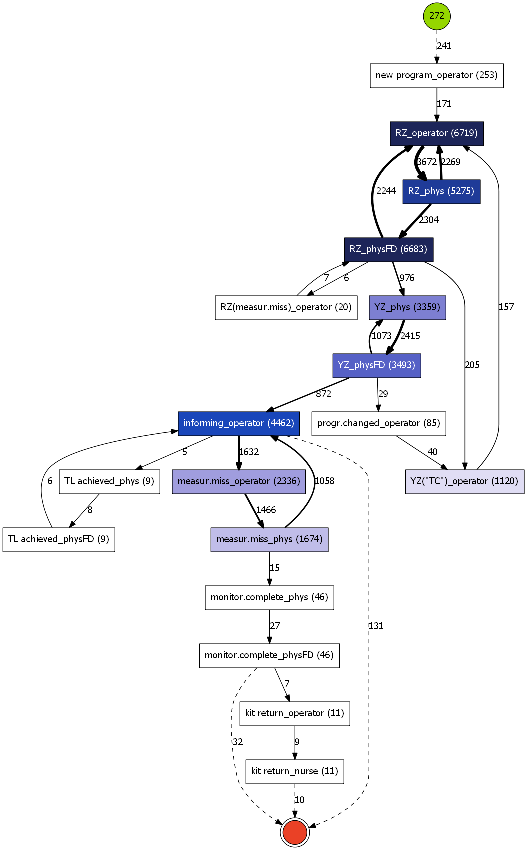 272
241
new program_operator (253)
171
RZ_operator (6719)
3672
2269
RZ_phys (5275)
2244
2304
RZ_physFD (6683)
7
6
976
157
RZ(measur.miss)_operator (20)
YZ_phys (3359)
1073
2415
YZ_physFD (3493)
205
872
29
informing_operator (4462)
progr.changed_operator (85)
6
5
1632
1058
40
TL achieved_phys (9)
measur.miss_operator (2336)
YZ("TC")_operator (1120)
8
1466
TL achieved_physFD (9)
measur.miss_phys (1674)
15
monitor.complete_phys (46)
27
131
monitor.complete_physFD (46)
7
kit return_operator (11)
32
9
kit return_nurse (11)
10